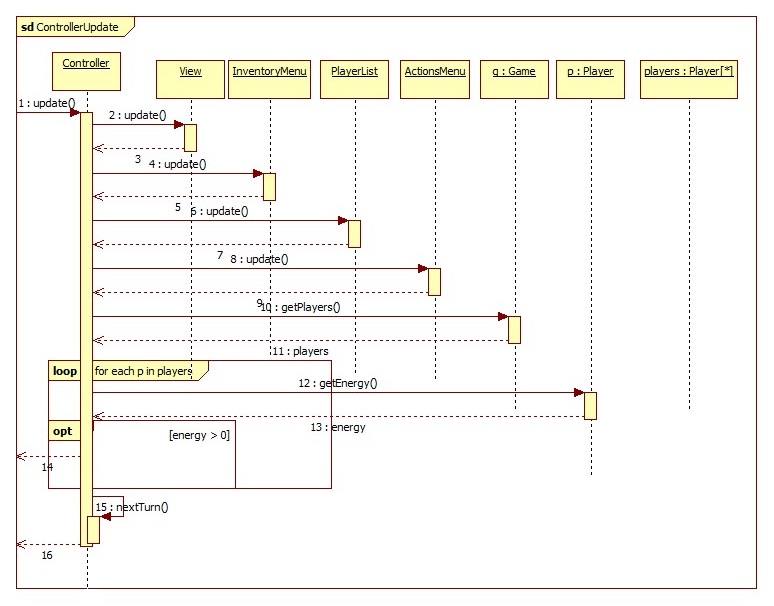 sd ControllerUpdate
Controller
View
InventoryMenu
PlayerList
ActionsMenu
g : Game
p : Player
players : Player[*]
1 : update()
2 : update()
3
4 : update()
5
6 : update()
7
8 : update()
9
10 : getPlayers()
11 : players
loop
for each p in players
12 : getEnergy()
13 : energy
opt
[energy > 0]
14
15 : nextTurn()
16